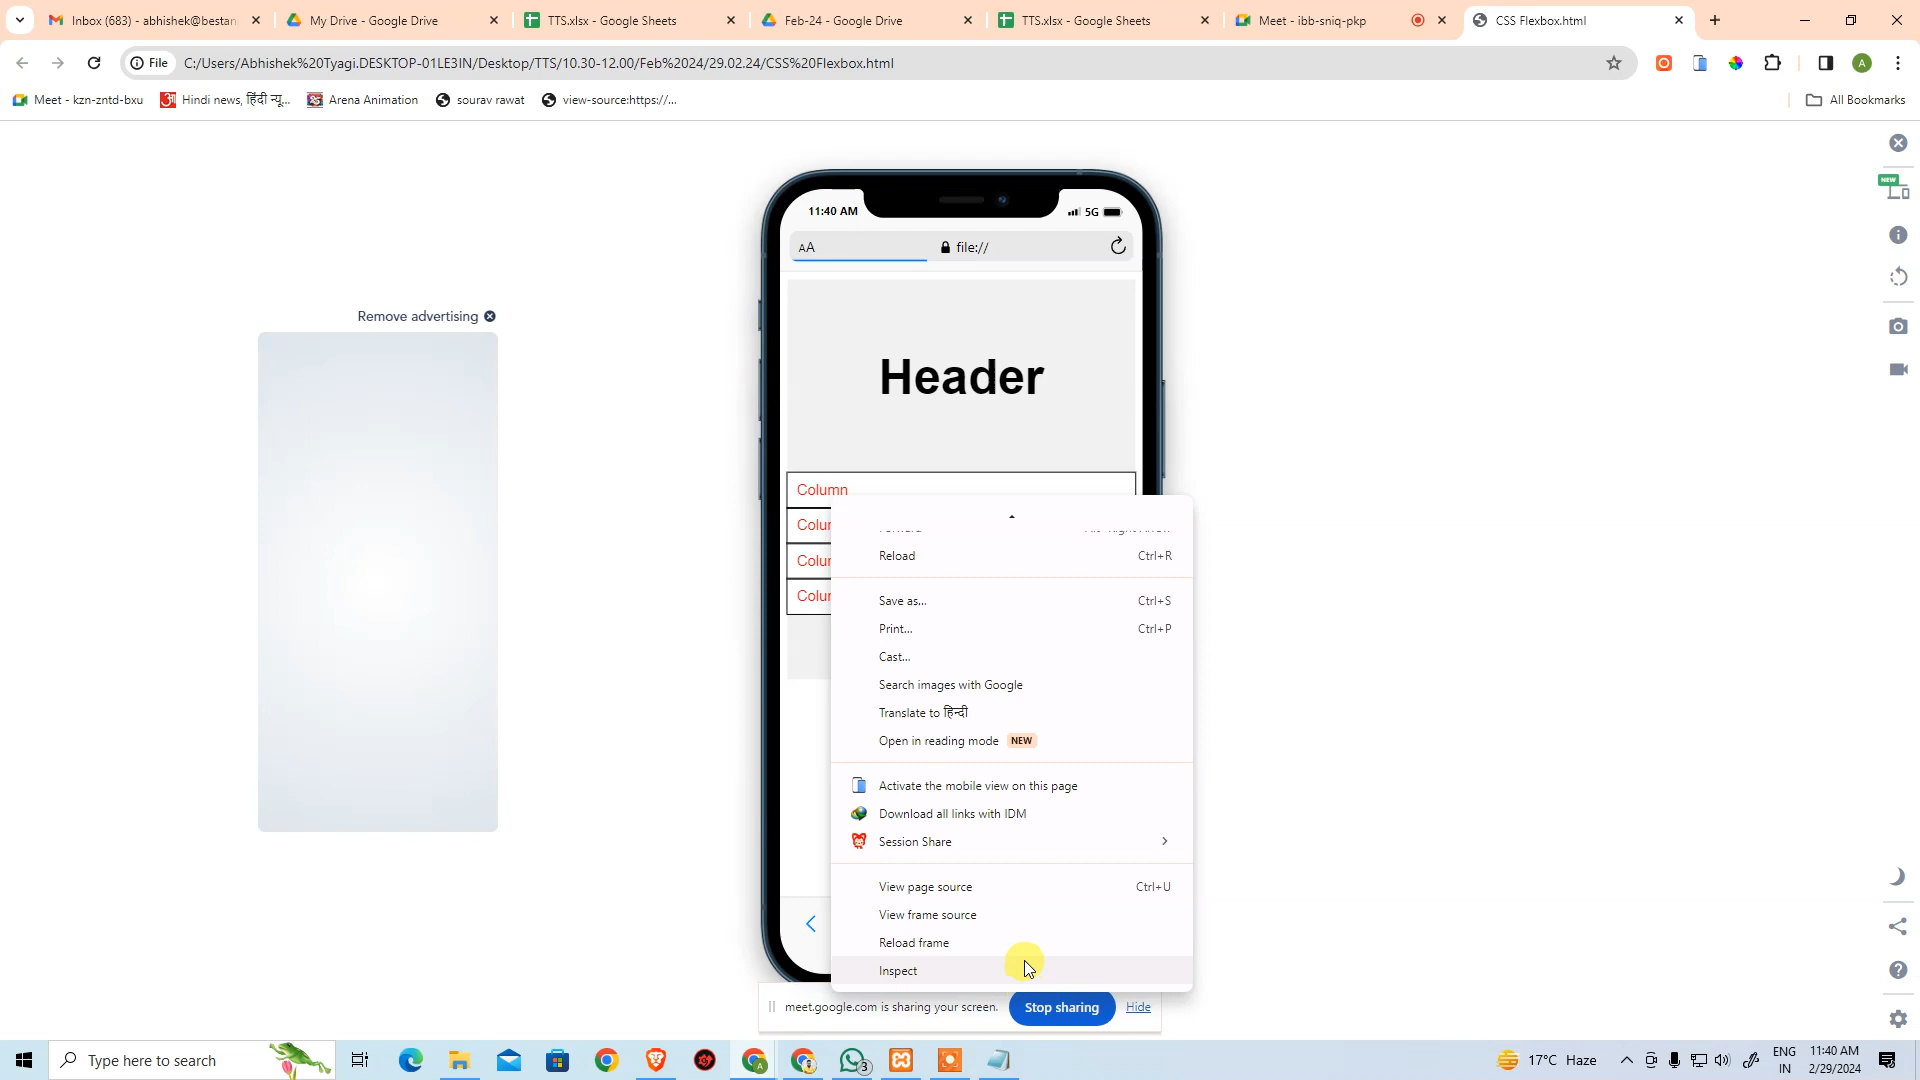 Inbox (683) - abhishek@bestan
My Drive - Google Drive
TTS.xlsx - Google Sheets
Feb-24 - Google Drive
TTS.xlsx - Google Sheets
Meet - ibb-sniq-pkp
CSS Flexbox.html
File
C:/Users/Abhishek%20Tyagi.DESKTOP-01LE3IN/Desktop/TTS/10.30-12.00/Feb%2024/29.02.24/CSS%20Flexbox.html
A
Meet - kzn-zntd-bxu
Hindi news, हिंदी न्यू...
Arena Animation
sourav rawat
view-source:https://...
All Bookmarks
NEW
11:40 AM
5G
AA
file://
Remove advertising
Header
Column
Colur
Colur
Colur
Reload Ctrl+R
Save as... Ctrl+S
Print... Ctrl+P
Cast...
Search images with Google
Translate to हिन्दी
Open in reading mode NEW
Activate the mobile view on this page
Download all links with IDM
Session Share
View page source Ctrl+U
View frame source
Reload frame
Inspect
meet.google.com is sharing your screen.
Stop sharing
Hide
Type here to search
3
17°C Haze
ENG
IN
11:40 AM
2/29/2024